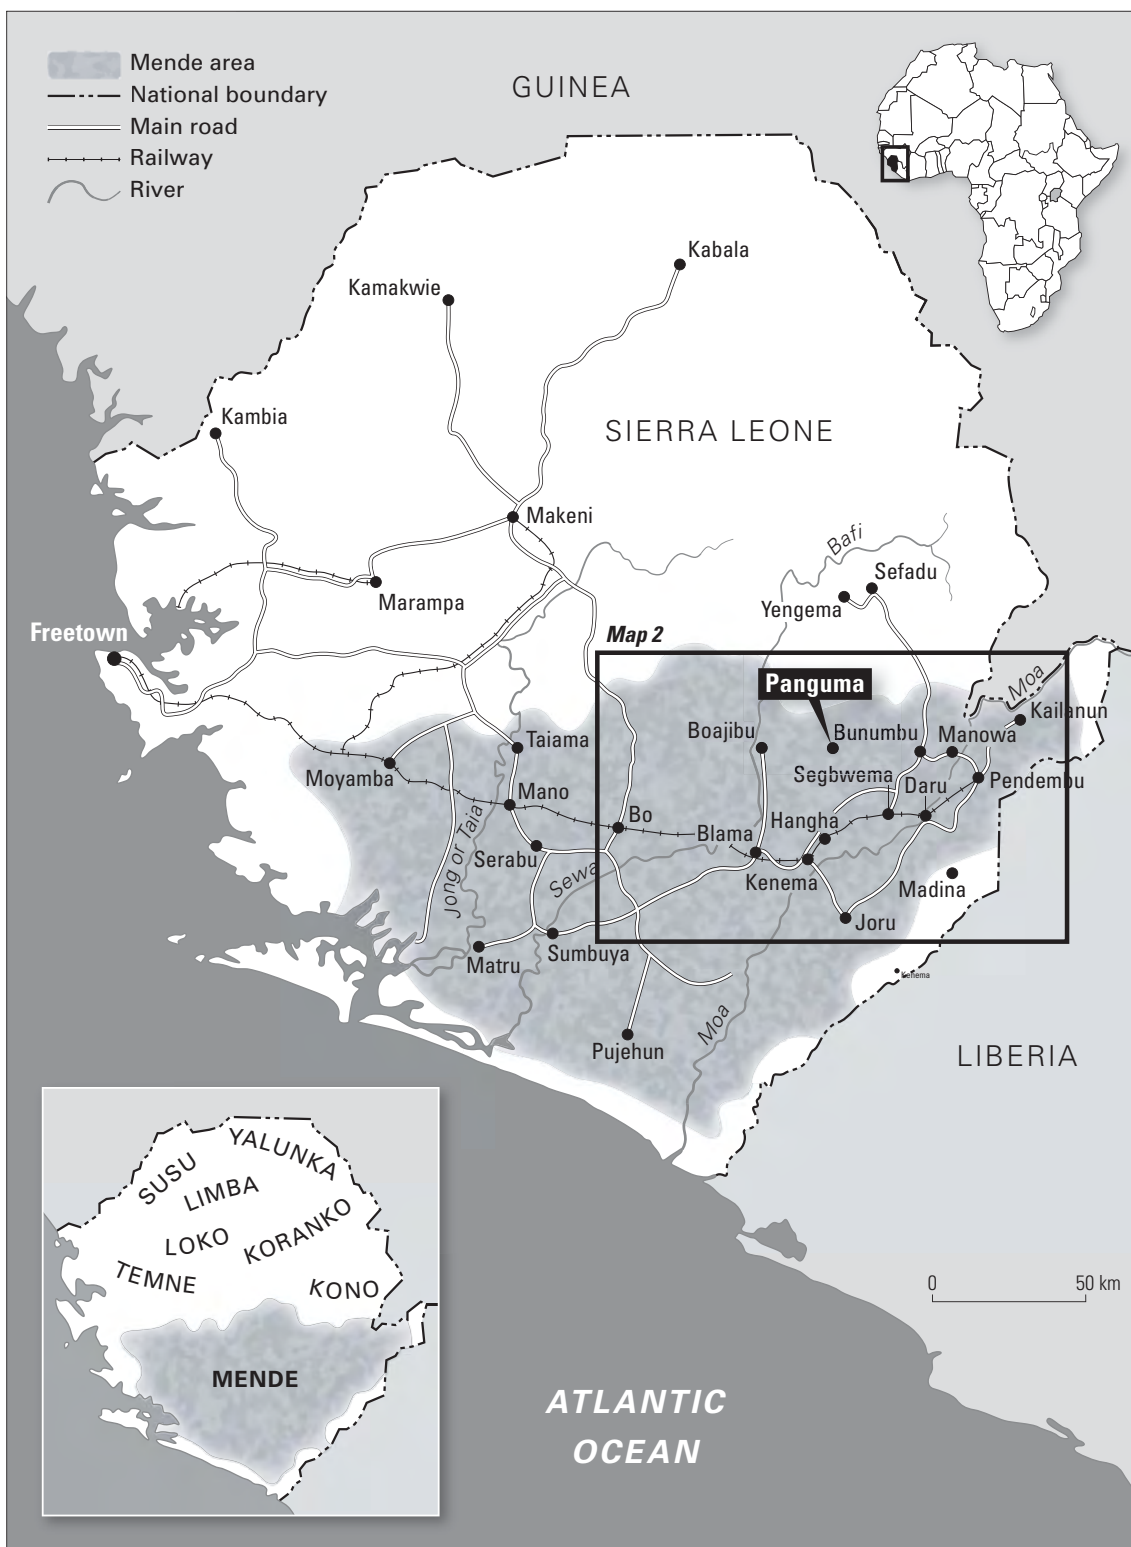 Mende area
National boundary
Main road
Railway
River
GUINEA
Kabala
Kamakwie
Kambia
SIERRA LEONE
Makeni
Bafi
Sefadu
Marampa
Yengema
Freetown
Map 2
Moa
Panguma
Kailanun
Boajibu
Bunumbu
Manowa
Taiama
Moyamba
Segbwema
Daru
Pendembu
Mano
Jong or Taia
Bo
Blama
Hangha
Serabu
Sewa
Kenema
Madina
Joru
Matru
Sumbuya
Kenema
Moa
Pujehun
LIBERIA
YALUNKA
SUSU
LIMBA
LOKO
KORANKO
TEMNE
KONO
MENDE
0 50 km
ATLANTIC
OCEAN